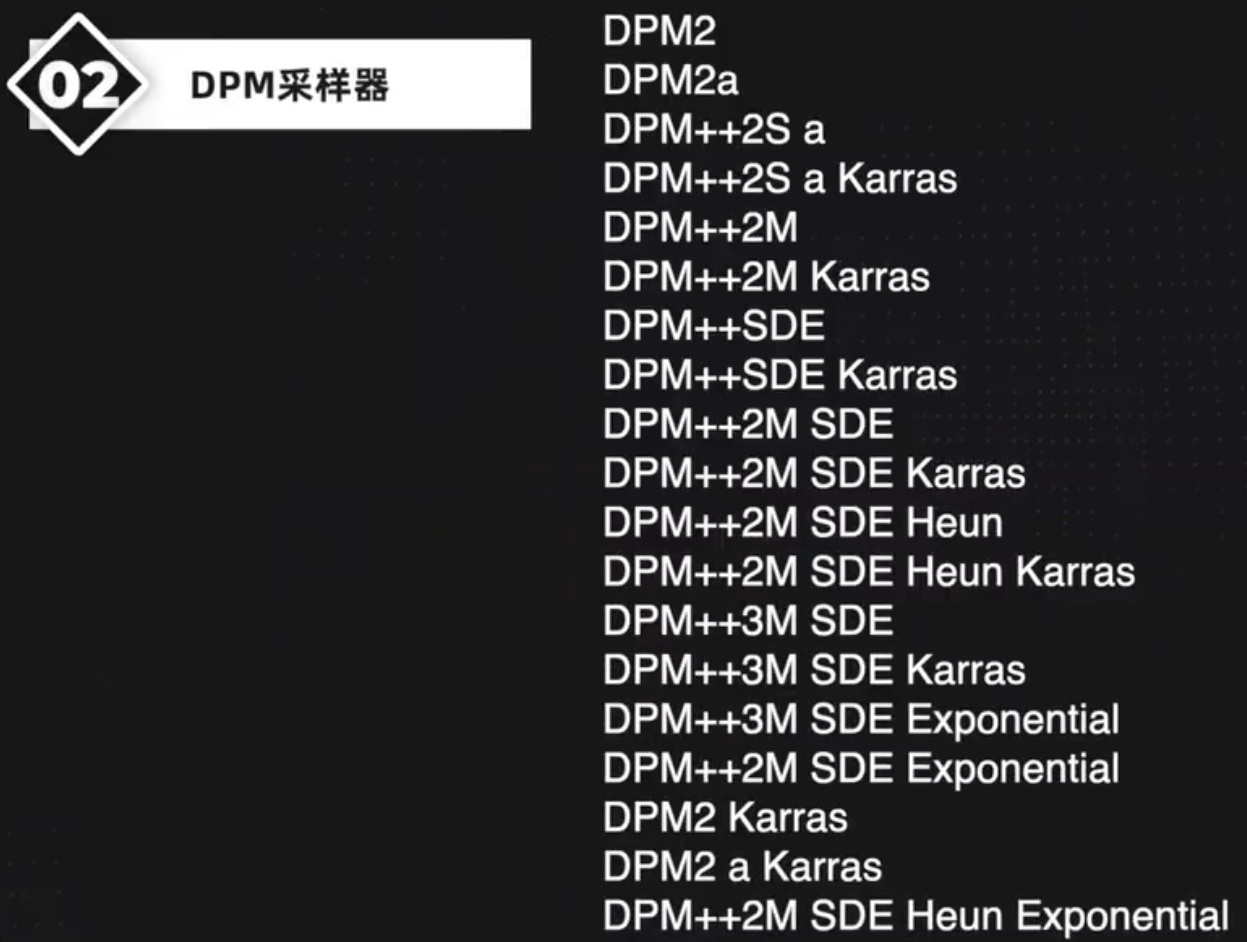 02
DPM采样器
DPM2
DPM2a
DPM++2S a
DPM++2S a Karras
DPM++2M
DPM++2M Karras
DPM++SDE
DPM++SDE Karras
DPM++2M SDE
DPM++2M SDE Karras
DPM++2M SDE Heun
DPM++2M SDE Heun Karras
DPM++3M SDE
DPM++3M SDE Karras
DPM++3M SDE Exponential
DPM++2M SDE Exponential
DPM2 Karras
DPM2 a Karras
DPM++2M SDE Heun Exponential